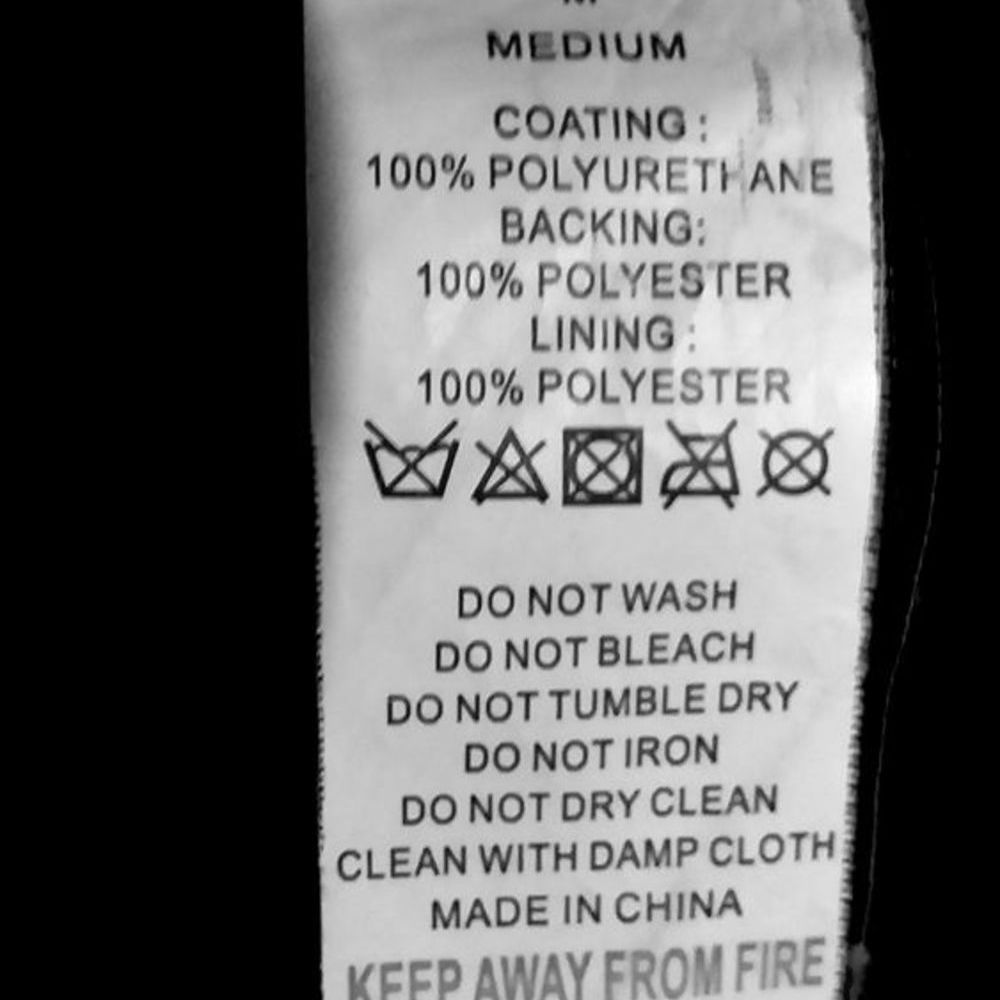 MEDIUM
COATING :
100% POLYURETHANE
BACKING:
100% POLYESTER
LINING :
100% POLYESTER
DO NOT WASH
DO NOT BLEACH
DO NOT TUMBLE DRY
DO NOT IRON
DO NOT DRY CLEAN
CLEAN WITH DAMP CLOTH
MADE IN CHINA
KEEP AWAY FROM FIRE